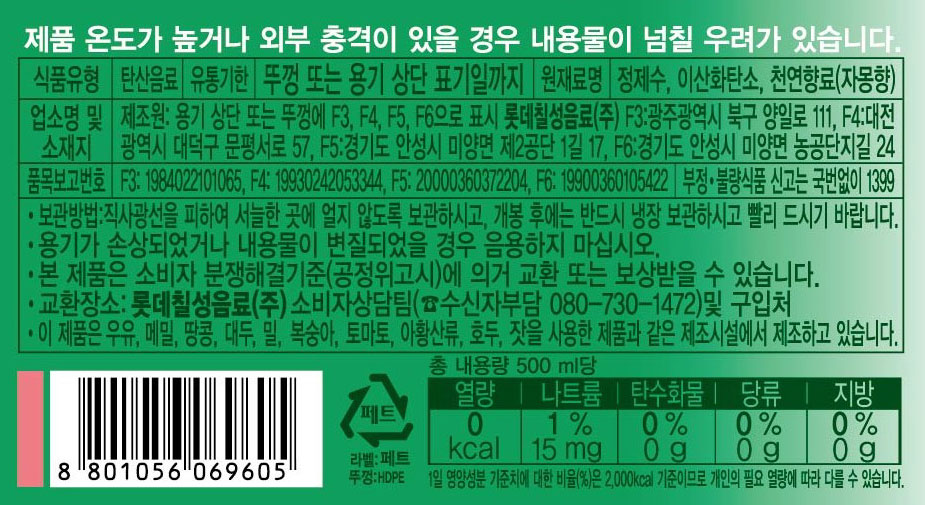 제품 온도가 높거나 외부 충격이 있을 경우 내용물이 넘칠 우려가 있습니다.
식품유형 탄산음료 유통기한 뚜껑 또는 용기 상단 표기일까지 원재료명 정제수, 이산화탄소, 천연향료(자몽향)
업소명 및 소재지 제조원: 용기 상단 또는 뚜껑에 F3, F4, F5, F6으로 표시 롯데칠성음료(주) F3:광주광역시 북구 양일로 111, F4:대전
광역시 대덕구 문평서로 57, F5:경기도 안성시 미양면 제2공단 1길 17, F6:경기도 안성시 미양면 농공단지길 24
품목보고번호 F3: 1984022101065, F4: 19930242053344, F5: 20000360372204, F6: 19900360105422 부정•불량식품 신고는 국번없이 1399
• 보관방법:직사광선을 피하여 서늘한 곳에 얼지 않도록 보관하시고, 개봉 후에는 반드시 냉장 보관하시고 빨리 드시기 바랍니다.
• 용기가 손상되었거나 내용물이 변질되었을 경우 음용하지 마십시오.
• 본 제품은 소비자 분쟁해결기준(공정위고시)에 의거 교환 또는 보상받을 수 있습니다.
• 교환장소: 롯데칠성음료(주) 소비자상담팀(☎수신자부담 080-730-1472)및 구입처
• 이 제품은 우유, 메밀, 땅콩, 대두, 밀, 복숭아, 토마토, 아황산류, 호두, 잣을 사용한 제품과 같은 제조시설에서 제조하고 있습니다.
총 내용량 500 ml당
열량 나트륨 탄수화물 당류 지방
0 1 % 0 % 0 % 0 %
kcal 15 mg 0 g 0 g 0 g
1일 영양성분 기준치에 대한 비율(%)은 2,000kcal 기준이므로 개인의 필요 열량에 따라 다를 수 있습니다.
페트
라벨:페트
뚜껑:HDPE
8 801056 069605